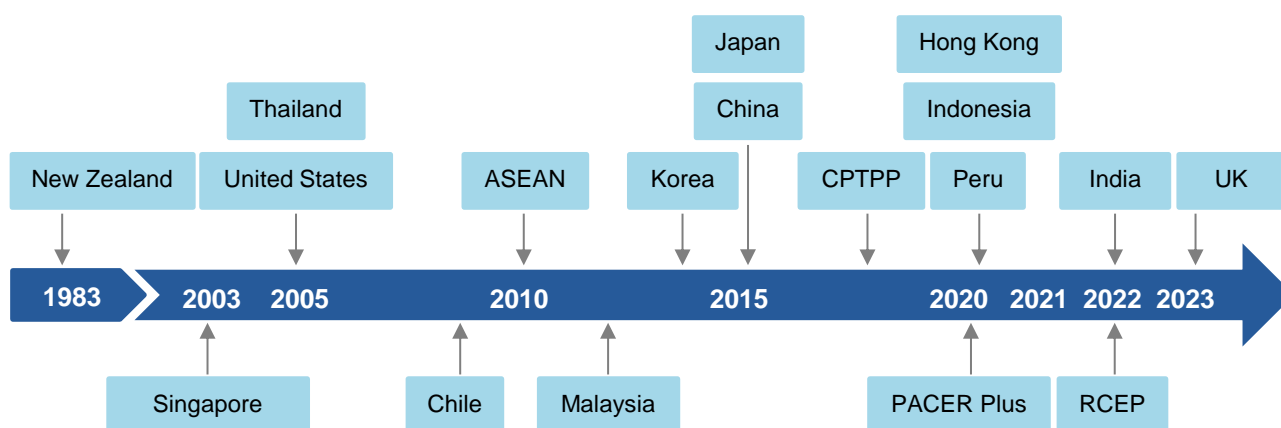 Japan
Hong Kong
Thailand
China
Indonesia
New Zealand
United States
ASEAN
Korea
CPTPP
Peru
India
UK
1983
2003
2005
2010
2015
2020
2021
2022
2023
Singapore
Chile
Malaysia
PACER Plus
RCEP